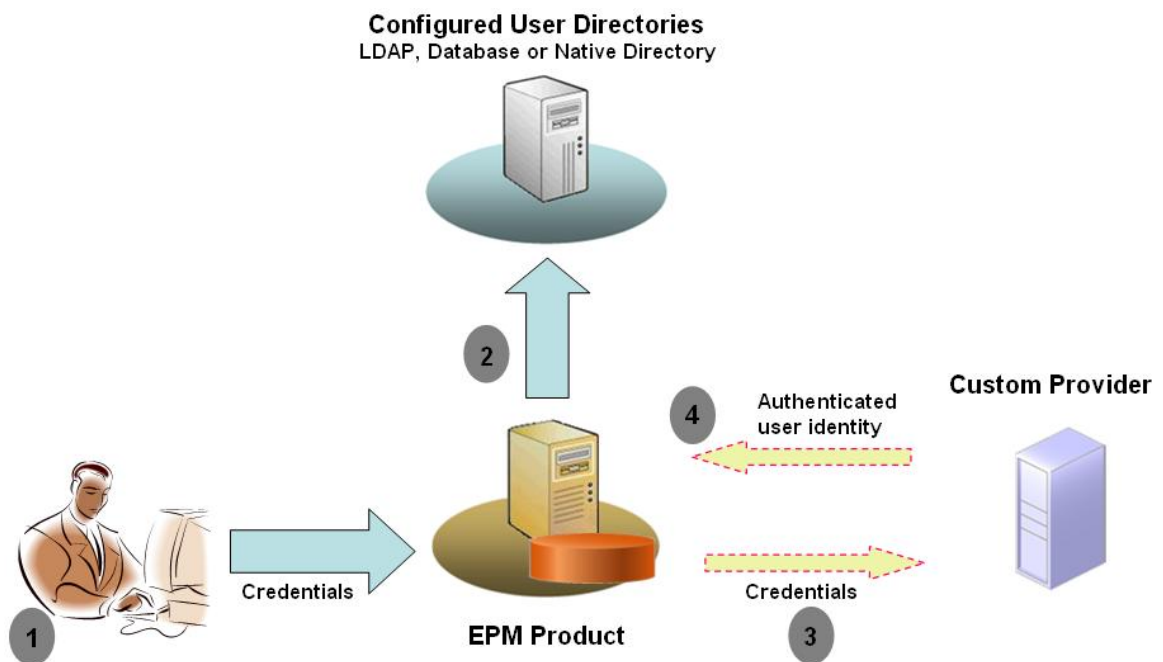 Configured User Directories
LDAP, Database or Native Directory
2
Custom Provider
4
Authenticated
user identity
Credentials
Credentials
1
EPM Product
3